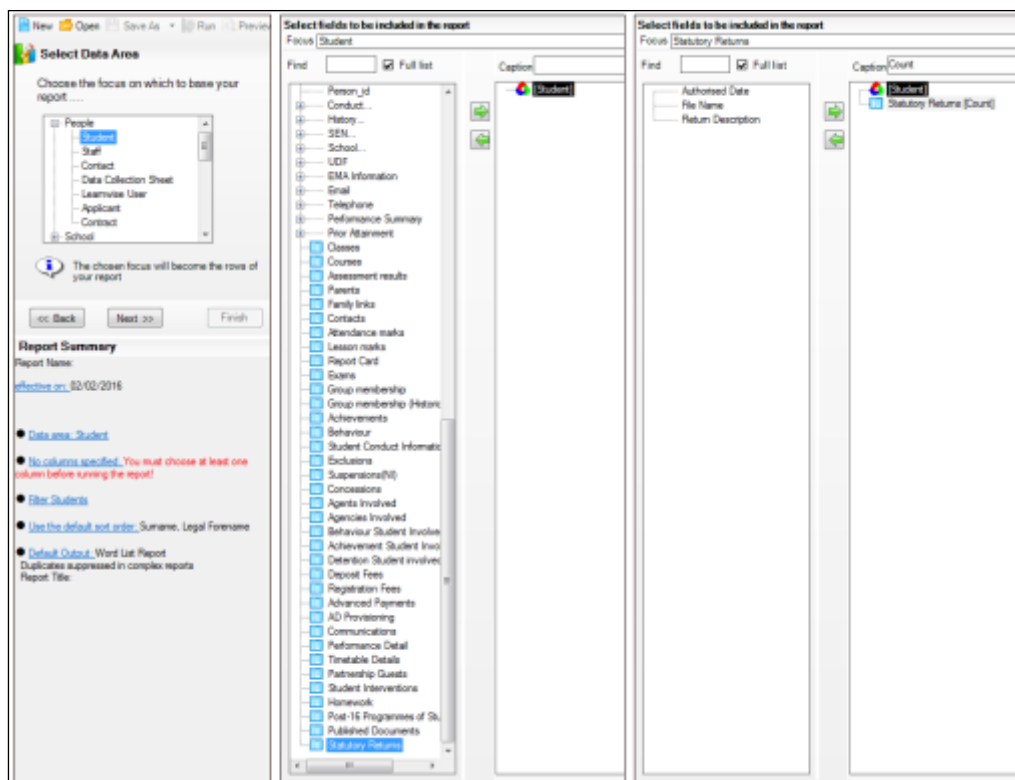 New Open Save As Run Preview
Select Data Area
Choose the focus on which to base your
report ....
People
Student
Staff
Contact
Data Collection Sheet
Learnwise User
Applicant
Contract
School
The chosen focus will become the rows of
your report
<< Back Next >> Finish
Report Summary
Report Name:
effective on: 02/02/2016
Data area: Student
No columns specified. You must choose at least one
column before running the report!
Filter Students
Use the default sort order: Surname, Legal Forename
Default Output: Word List Report
Duplicates suppressed in complex reports
Report Title:
Select fields to be included in the report
Focus Student
Find Full list Caption
Person_id
Conduct...
History...
SEN...
School...
UDF
EMA Information
Email
Telephone
Performance Summary
Prior Attainment
Classes
Courses
Assessment results
Parents
Family links
Contacts
Attendance marks
Lesson marks
Report Card
Exams
Group membership
Group membership (Historic
Achievements
Behaviour
Student Conduct Informatio
Exclusions
Suspensions(NI)
Concessions
Agents Involved
Agencies Involved
Behaviour Student Involve
Achievement Student Invo
Detention Student involved
Deposit Fees
Registration Fees
Advanced Payments
AD Provisioning
Communications
Performance Detail
Timetable Details
Partnership Guests
Student Interventions
Homework
Post-16 Programmes of Stu
Published Documents
Statutory Returns
[Student]
Select fields to be included in the report
Focus Statutory Returns
Find Full list Caption Count
Authorised Date
File Name
Return Description
[Student]
Statutory Returns [Count]